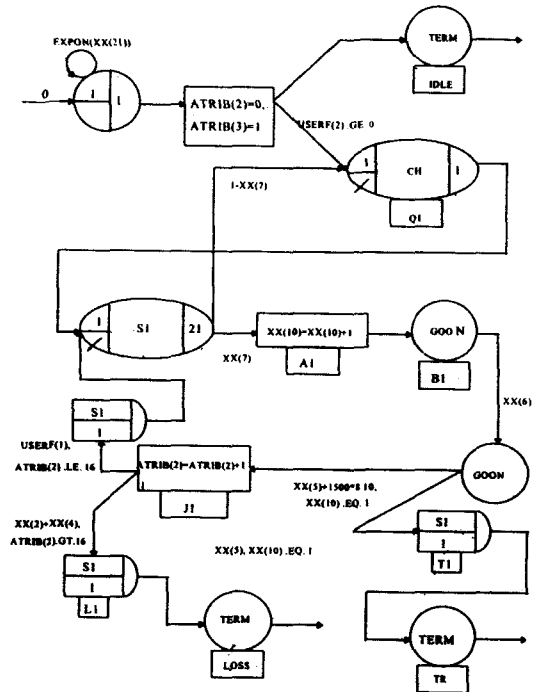 EXPON(XX(21))
0
1
1
ATRIB(2)=0,
ATRIB(3)=1
TERM
IDLE
USERF(2) .GE. 0
1
CH
1
Q1
1-XX(7)
1
S1
21
XX(7)
XX(10)=XX(10)+1
A1
GOO N
B1
XX(6)
S1
1
USERF(1),
ATRIB(2) .LE. 16
ATRIB(2)=ATRIB(2)+1
1
J1
XX(5)+1500*8 10,
XX(10) .EQ. 1
GOON
S1
1
T1
XX(2)+XX(4),
ATRIB(2).GT.16
XX(5), XX(10) .EQ. 1
S1
1
L1
TERM
LOSS
TERM
TR